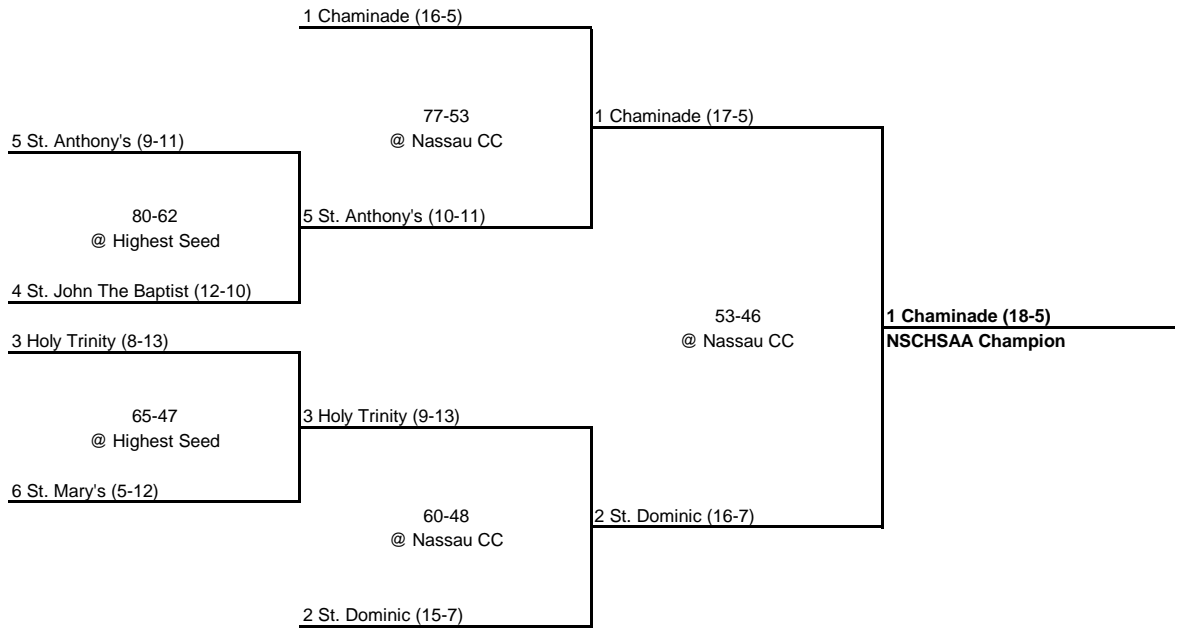 1 Chaminade (16-5)
77-53
@ Nassau CC
1 Chaminade (17-5)
5 St. Anthony's (9-11)
80-62
@ Highest Seed
5 St. Anthony's (10-11)
4 St. John The Baptist (12-10)
53-46
@ Nassau CC
1 Chaminade (18-5)
NSCHSAA Champion
3 Holy Trinity (8-13)
65-47
@ Highest Seed
3 Holy Trinity (9-13)
6 St. Mary's (5-12)
60-48
@ Nassau CC
2 St. Dominic (16-7)
2 St. Dominic (15-7)